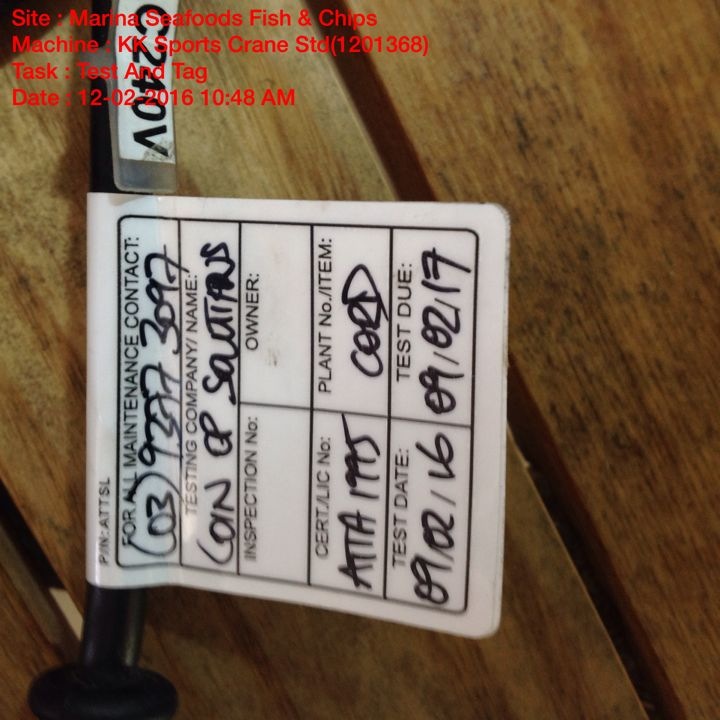 Site : Marina Seafoods Fish & Chips
Machine : KK Sports Crane Std(1201368)
Task : Test And Tag
Date : 12-02-2016 10:48 AM
C240V
P/N: ATTSL
FOR ALL MAINTENANCE CONTACT:
(03) 9377 3097
TESTING COMPANY/ NAME:
COIN OP SOLUTIONS
INSPECTION No:
OWNER:
CERT./LIC No:
ATTA 1995
PLANT No./ITEM:
CORD
TEST DATE:
09/02/16
TEST DUE:
09/02/17